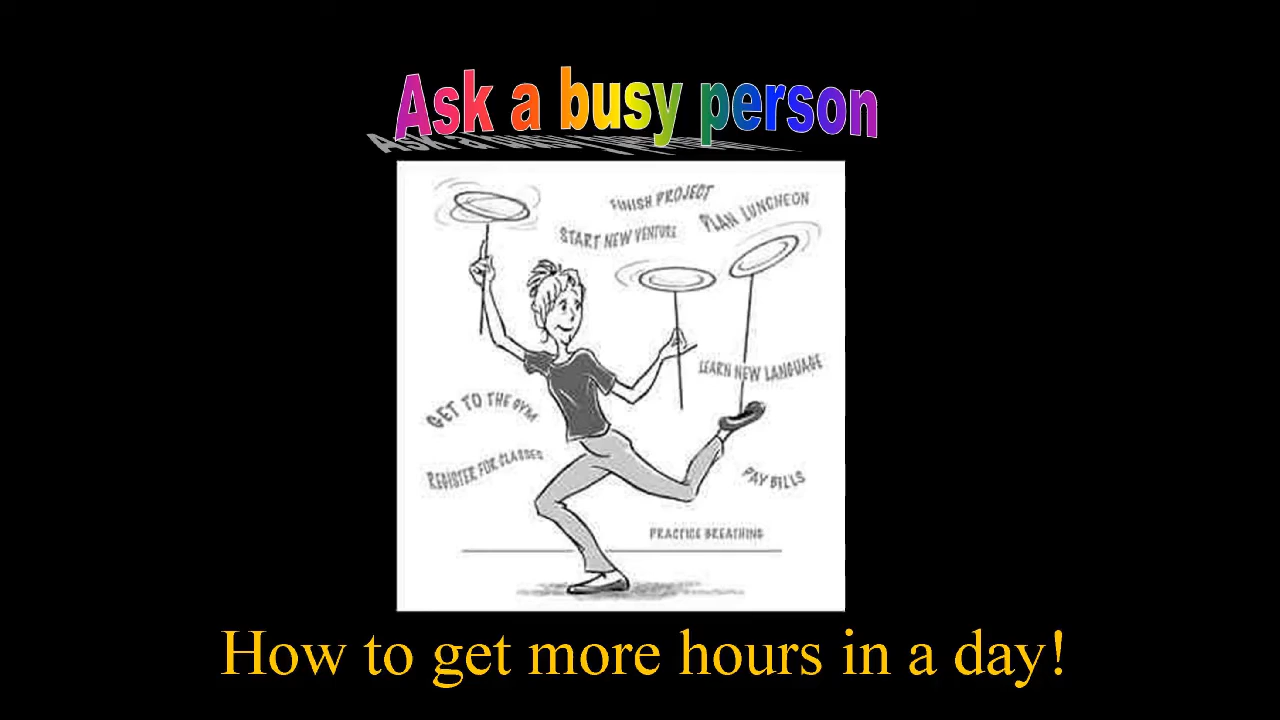 Ask a busy person
FINISH PROJECT
PLAN LUNCHEON
START NEW VENTURE
LEARN NEW LANGUAGE
GET TO THE GYM
REGISTER FOR CLASSES
PAY BILLS
PRACTICE BREATHING
How to get more hours in a day!